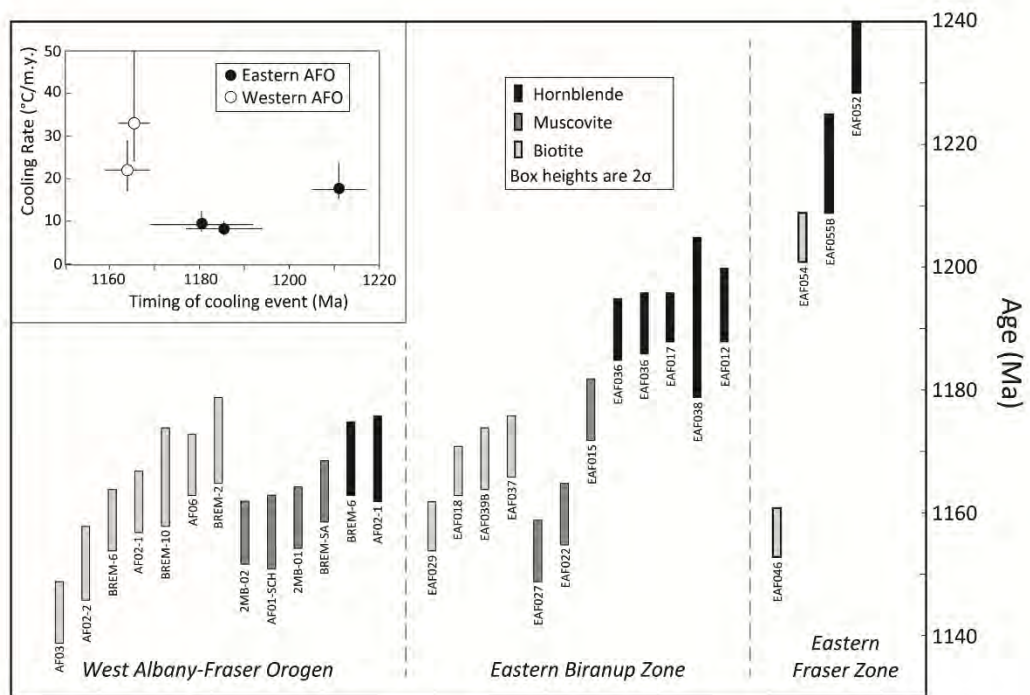 50
40
30
20
10
0
Cooling Rate (°C/m.y.)
1160
1180
1200
1220
Timing of cooling event (Ma)
Eastern AFO
Western AFO
Hornblende
Muscovite
Biotite
Box heights are 2σ
1240
1220
1200
1180
1160
1140
Age (Ma)
AF03
AF02-2
BREM-6
AF02-1
BREM-10
AF06
BREM-2
2MB-02
AF01-SCH
2MB-01
BREM-SA
BREM-6
AF02-1
West Albany-Fraser Orogen
EAF029
EAF018
EAF039B
EAF037
EAF027
EAF022
EAF015
EAF036
EAF036
EAF017
EAF038
EAF012
Eastern Biranup Zone
EAF046
EAF054
EAF055B
EAF052
Eastern
Fraser Zone